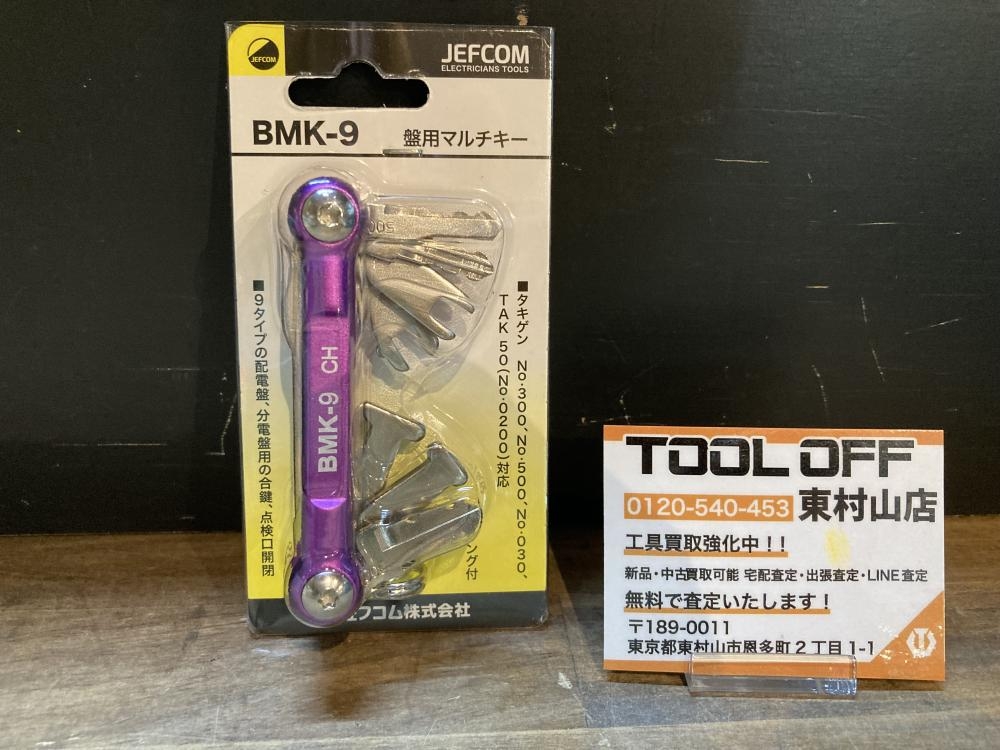 JEFCOM
JEFCOM
ELECTRICIANS TOOLS
BMK-9
盤用マルチキー
500
■タキゲン No.300、No.500、No.030、
TAK 50(No.0200)対応
■9タイプの配電盤、分電盤用の合鍵、点検口開閉
BMK-9 CH
ング付
エフコム株式会社
TOOL OFF
0120-540-453 東村山店
工具買取強化中!!
新品・中古買取可能 宅配査定・出張査定・LINE査定
無料で査定いたします!
〒189-0011
東京都東村山市恩多町2丁目1-1